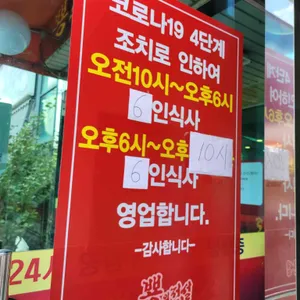 코로나19 4단계
조치로 인하여
오전10시~오후6시
6인식사
오후6시~오후 10시
6인식사
영업합니다.
-감사합니다-
24시